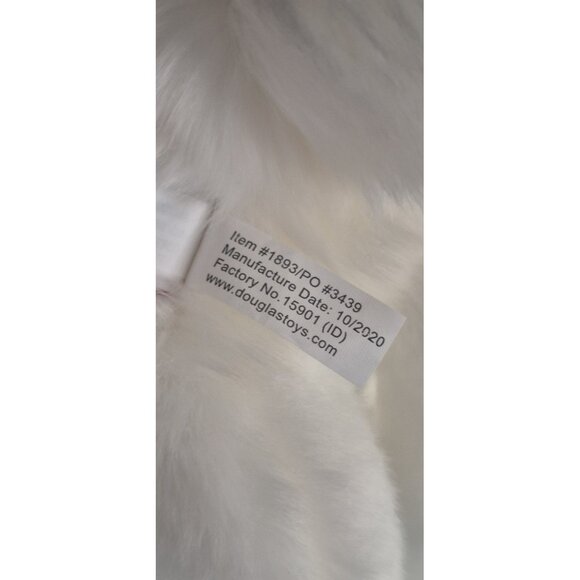 Item #1893/PO #3439
Manufacture Date: 10/2020
Factory No.15901 (ID)
www.douglastoys.com